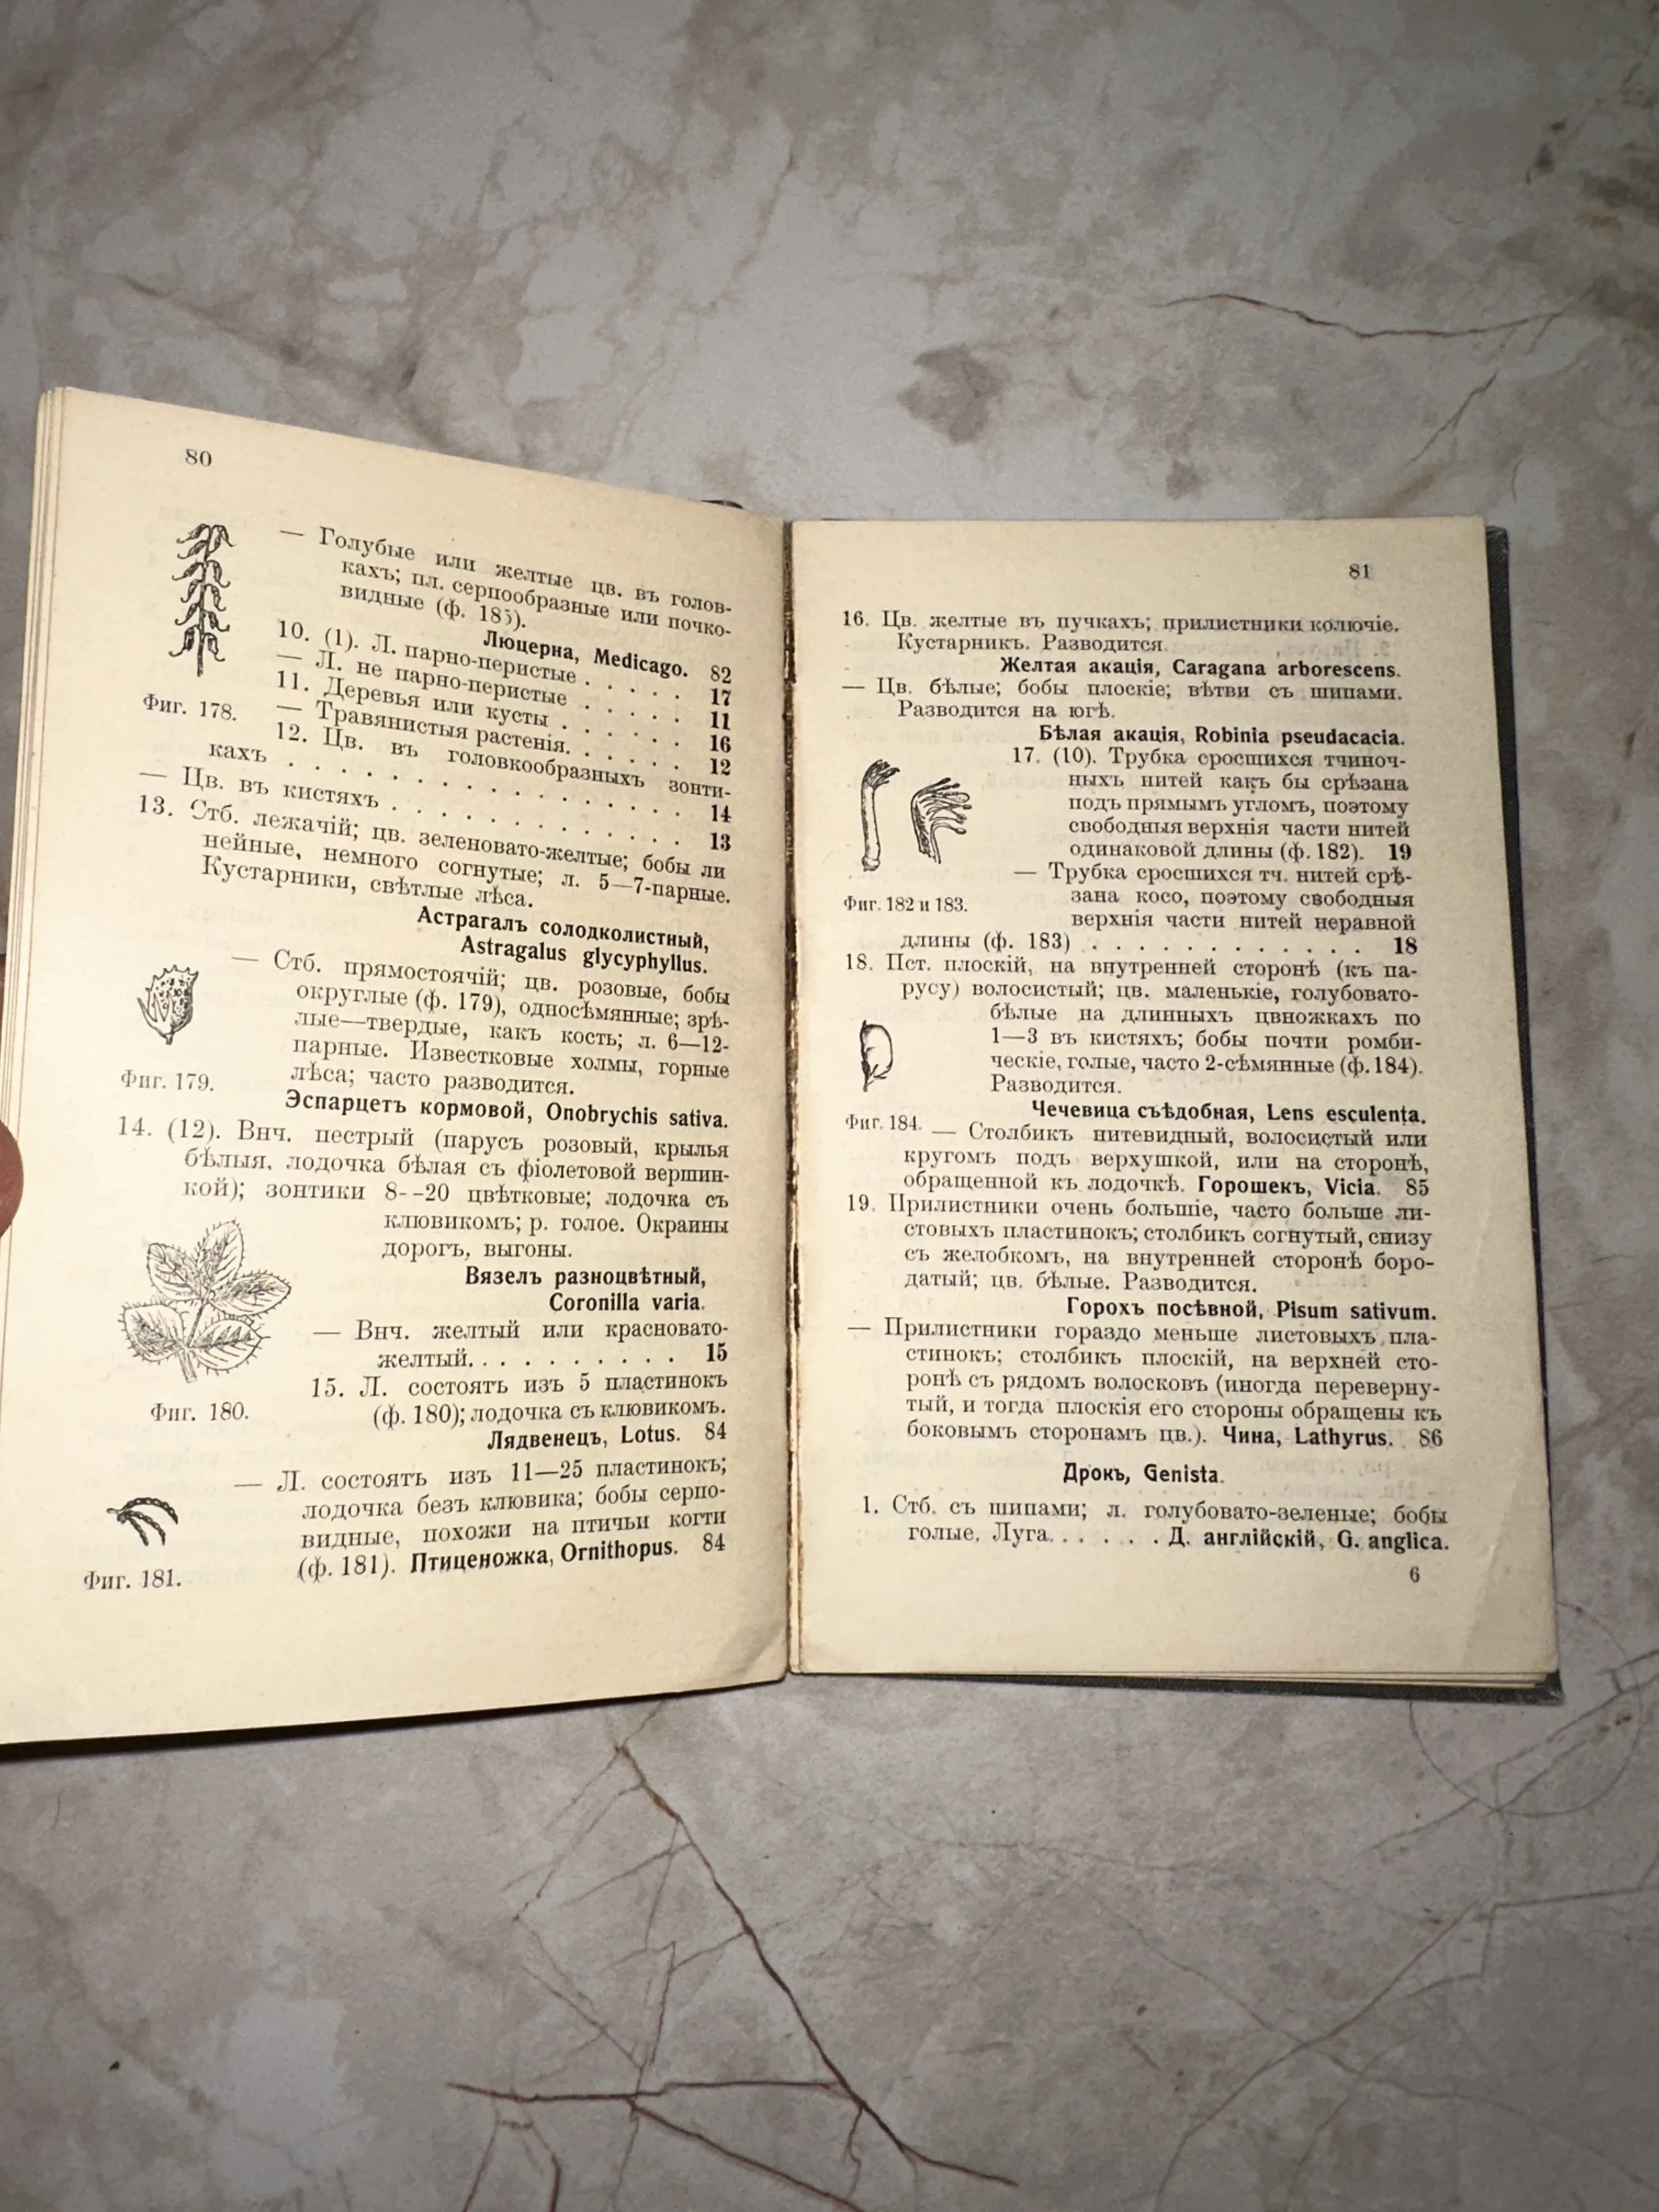 80
— Голубые или желтые цв. въ голов-
кахъ; пл. серпообразные или почко-
видные (ф. 185).
Люцерна, Medicago. 82
10. (1). Л. парно-перистые . . . . . 17
— Л. не парно-перистые . . . . . 11
11. Деревья или кусты . . . . . . 16
— Травянистыя растенія. . . . . . 12
12. Цв. въ головкообразныхъ зонти-
кахъ . . . . . . . . . . . . . . . 14
— Цв. въ кистяхъ . . . . . . . . . . . . 13
Фиг. 178.
13. Стб. лежачій; цв. зеленовато-желтые; бобы ли
нейные, немного согнутые; л. 5—7-парные.
Кустарники, свѣтлые лѣса.
Астрагалъ солодколистный,
Astragalus glycyphyllus.
— Стб. прямостоячій; цв. розовые, бобы
округлые (ф. 179), односѣмянные; зрѣ-
лые—твердые, какъ кость; л. 6—12-
парные. Известковые холмы, горные
лѣса; часто разводится.
Фиг. 179.
Эспарцетъ кормовой, Onobrychis sativa.
14. (12). Внч. пестрый (парусъ розовый, крылья
бѣлыя, лодочка бѣлая съ фіолетовой вершин-
кой); зонтики 8--20 цвѣтковые; лодочка съ
клювикомъ; р. голое. Окраины
дорогъ, выгоны.
Вязелъ разноцвѣтный,
Coronilla varia.
— Внч. желтый или красновато-
желтый. . . . . . . . . . . 15
15. Л. состоятъ изъ 5 пластинокъ
(ф. 180); лодочка съ клювикомъ.
Фиг. 180.
Лядвенецъ, Lotus. 84
— Л. состоятъ изъ 11—25 пластинокъ;
лодочка безъ клювика; бобы серпо-
видные, похожи на птичьи когти
(ф. 181). Птиценожка, Ornithopus. 84
Фиг. 181.
81
16. Цв. желтые въ пучкахъ; прилистники колючіе.
Кустарникъ. Разводится.
Желтая акація, Caragana arborescens.
— Цв. бѣлые; бобы плоскіе; вѣтви съ шипами.
Разводится на югѣ.
Бѣлая акація, Robinia pseudacacia.
17. (10). Трубка сросшихся тчиноч-
ныхъ нитей какъ бы срѣзана
подъ прямымъ угломъ, поэтому
свободныя верхнія части нитей
одинаковой длины (ф. 182). 19
— Трубка сросшихся тч. нитей срѣ-
зана косо, поэтому свободныя
верхнія части нитей неравной
Фиг. 182 и 183.
длины (ф. 183) . . . . . . . . . . . . 18
18. Пст. плоскій, на внутренней сторонѣ (къ па-
русу) волосистый; цв. маленькіе, голубовато-
бѣлые на длинныхъ цвножкахъ по
1—3 въ кистяхъ; бобы почти ромби-
ческіе, голые, часто 2-сѣмянные (ф. 184).
Разводится.
Чечевица съѣдобная, Lens esculenta.
Фиг. 184.
— Столбикъ нитевидный, волосистый или
кругомъ подъ верхушкой, или на сторонѣ,
обращенной къ лодочкѣ. Горошекъ, Vicia. 85
19. Прилистники очень большіе, часто больше ли-
стовыхъ пластинокъ; столбикъ согнутый, снизу
съ желобкомъ, на внутренней сторонѣ боро-
датый; цв. бѣлые. Разводится.
Горохъ посѣвной, Pisum sativum.
— Прилистники гораздо меньше листовыхъ пла-
стинокъ; столбикъ плоскій, на верхней сто-
ронѣ съ рядомъ волосковъ (иногда переверну-
тый, и тогда плоскія его стороны обращены къ
боковымъ сторонамъ цв.). Чина, Lathyrus. 86
Дрокъ, Genista.
1. Стб. съ шипами; л. голубовато-зеленые; бобы
голые. Луга. . . . . . Д. англійскій, G. anglica.
6